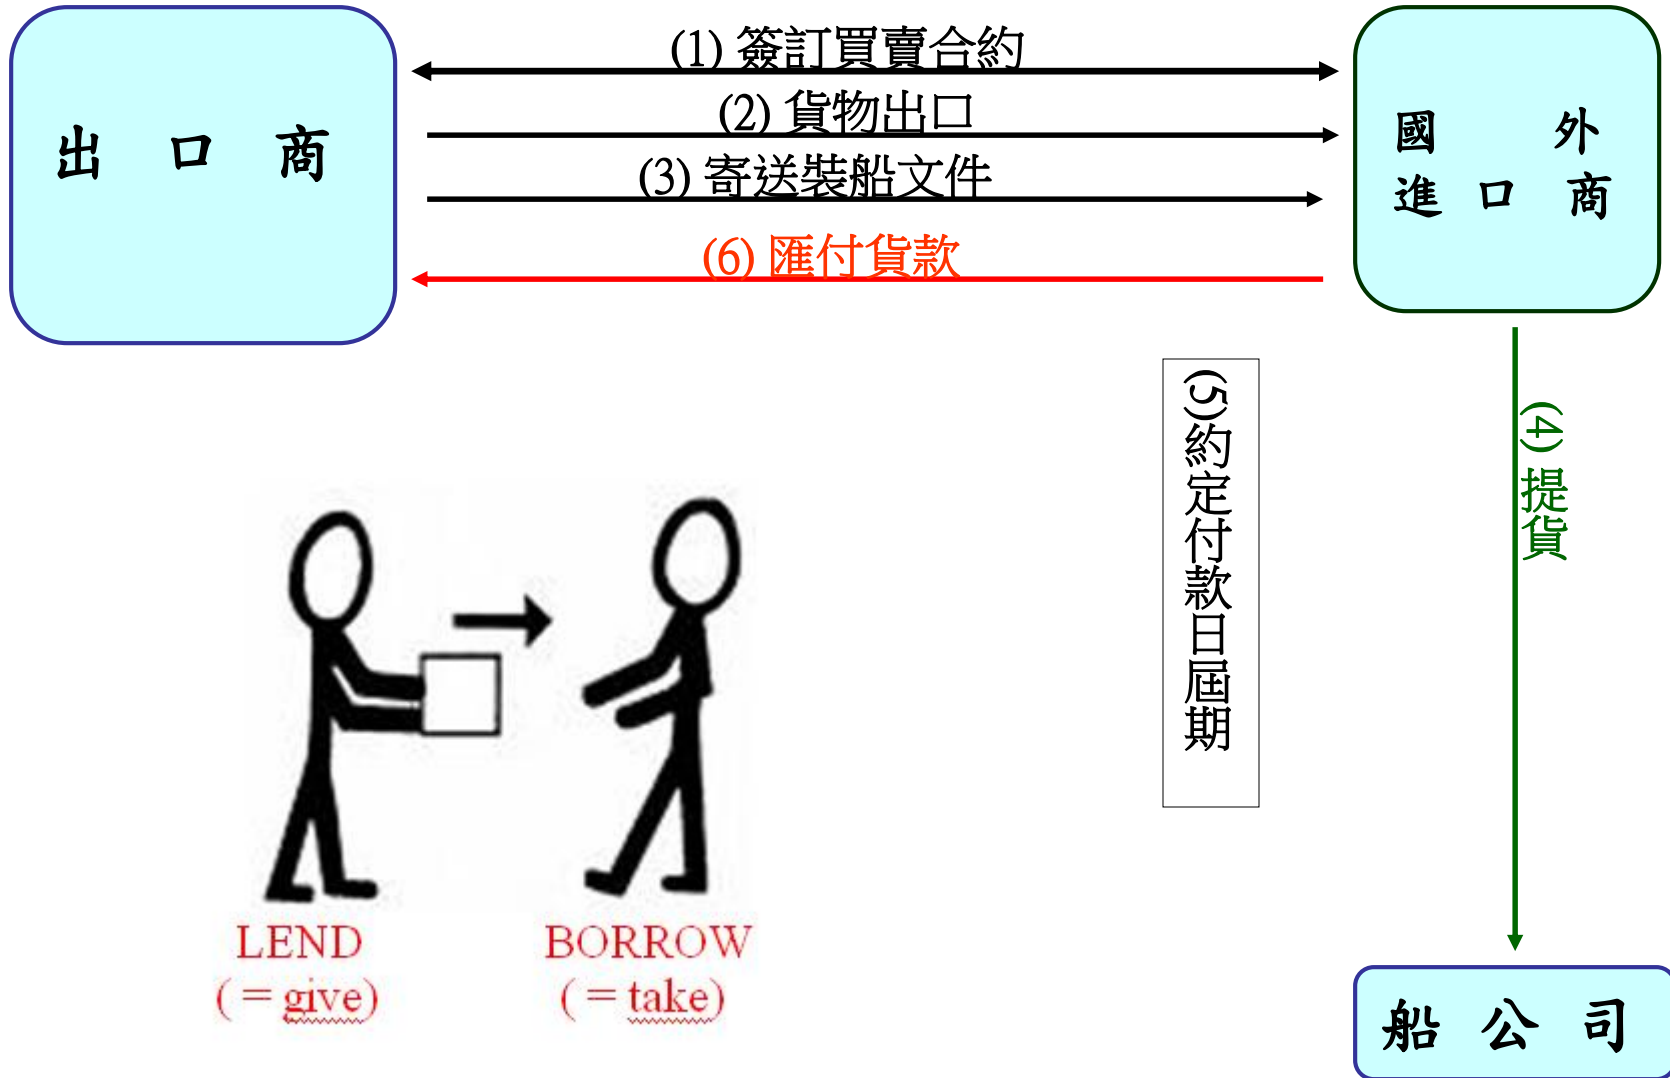 (1) 簽訂買賣合約
(2) 貨物出口
(3) 寄送裝船文件
(6) 匯付貨款
出 口 商
國 外
進 口 商
(5)約定付款日屆期
(4) 提貨
LEND
( = give)
BORROW
( = take)
船 公 司